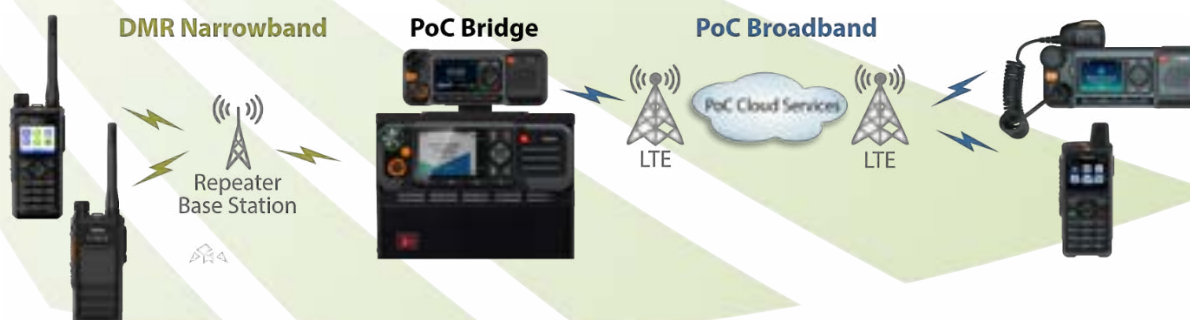 DMR Narrowband
PoC Bridge
PoC Broadband
Repeater
Base Station
LTE
PoC Cloud Services
LTE